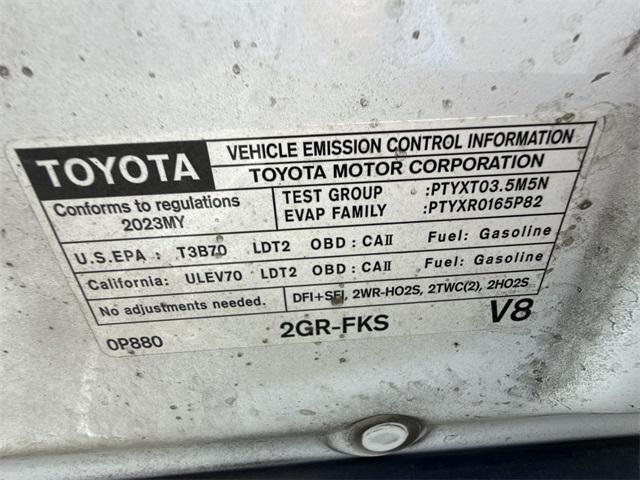 TOYOTA
VEHICLE EMISSION CONTROL INFORMATION
TOYOTA MOTOR CORPORATION
Conforms to regulations
2023MY
TEST GROUP :PTYXT03.5M5N
EVAP FAMILY :PTYXR0165P82
U.S.EPA : T3B70 LDT2 OBD : CAⅡ Fuel: Gasoline
California: ULEV70 LDT2 OBD : CAⅡ Fuel: Gasoline
No adjustments needed.
DFI+SFI, 2WR-HO2S, 2TWC(2), 2HO2S
0P880
2GR-FKS
V8